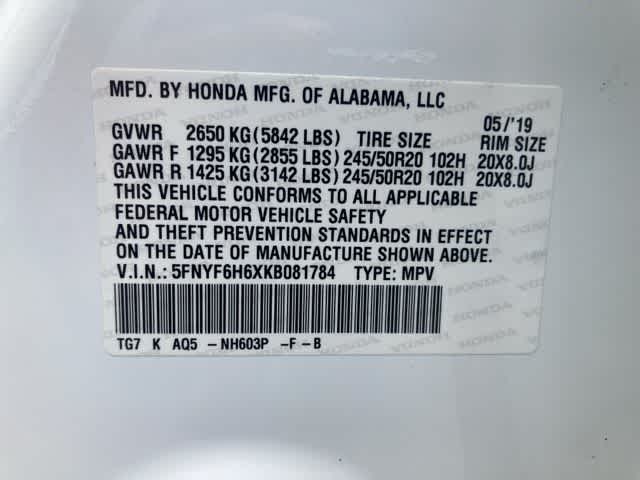 MFD. BY HONDA MFG. OF ALABAMA, LLC
05/'19
GVWR 2650 KG(5842 LBS) TIRE SIZE RIM SIZE
GAWR F 1295 KG(2855 LBS) 245/50R20 102H 20X8.0J
GAWR R 1425 KG(3142 LBS) 245/50R20 102H 20X8.0J
THIS VEHICLE CONFORMS TO ALL APPLICABLE
FEDERAL MOTOR VEHICLE SAFETY
AND THEFT PREVENTION STANDARDS IN EFFECT
ON THE DATE OF MANUFACTURE SHOWN ABOVE.
V.I.N.: 5FNYF6H6XKB081784 TYPE: MPV
TG7 K AQ5 -NH603P -F-B